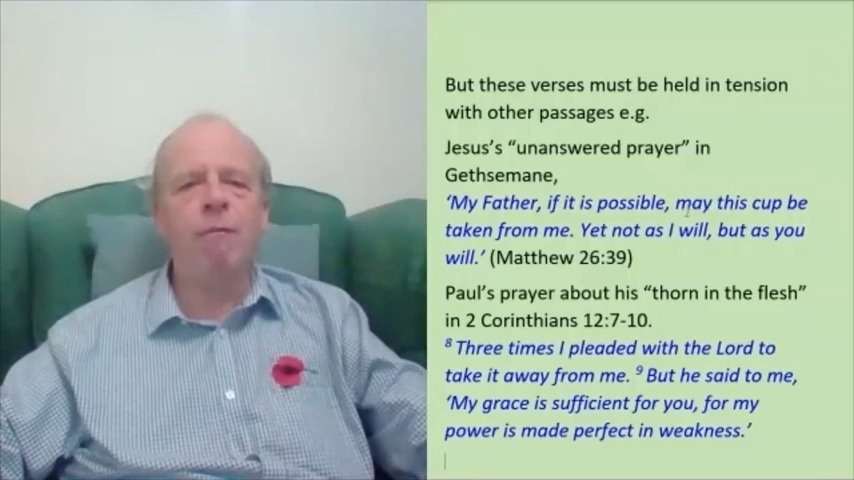 But these verses must be held in tension
with other passages e.g.
Jesus’s “unanswered prayer” in
Gethsemane,
‘My Father, if it is possible, may this cup be
taken from me. Yet not as I will, but as you
will.’ (Matthew 26:39)
Paul’s prayer about his “thorn in the flesh”
in 2 Corinthians 12:7-10.
⁸ Three times I pleaded with the Lord to
take it away from me. ⁹ But he said to me,
‘My grace is sufficient for you, for my
power is made perfect in weakness.’